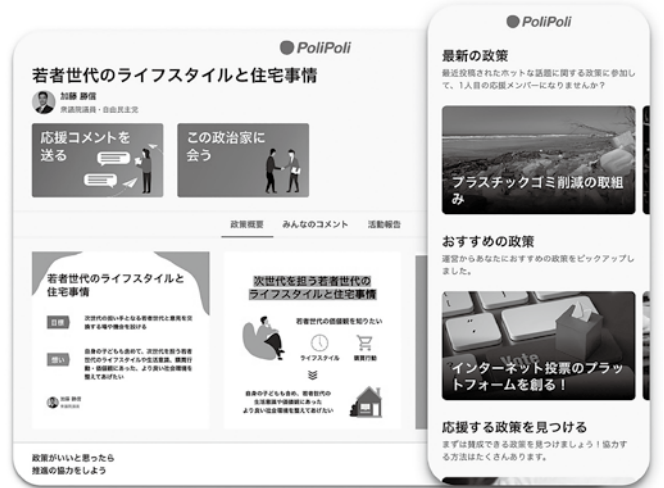 PoliPoli
若者世代のライフスタイルと住宅事情
加藤 勝信
衆議院議員・自由民主党
応援コメントを
送る
この政治家に
会う
政策概要
みんなのコメント
活動報告
若者世代のライフスタイルと
住宅事情
目標
次世代の担い手となる若者世代と意見を交
換する場や機会を設ける
想い
自身の子どもも含めて、次世代を担う若者
世代のライフスタイルや生活意識、購買行
動・価値観にあった、より良い社会環境を
整えてあげたい
加藤 勝信
衆議院議員
次世代を担う若者世代の
ライフスタイルと住宅事情
若者世代の価値観を知りたい
ライフスタイル
購買行動
自身の子どもも含め、若者世代の
生活意識や価値観にあった
より良い社会環境を整えてあげたい
政策がいいと思ったら
推進の協力をしよう
PoliPoli
最新の政策
最近投稿されたホットな話題に関する政策に参加し
て、1人目の応援メンバーになりませんか？
プラスチックゴミ削減の取組
み
おすすめの政策
運営からあなたにおすすめの政策をピックアップし
ました。
Vote
インターネット投票のプラッ
トフォームを創る！
応援する政策を見つける
まずは賛成できる政策を見つけましょう！協力す
る方法はたくさんあります。